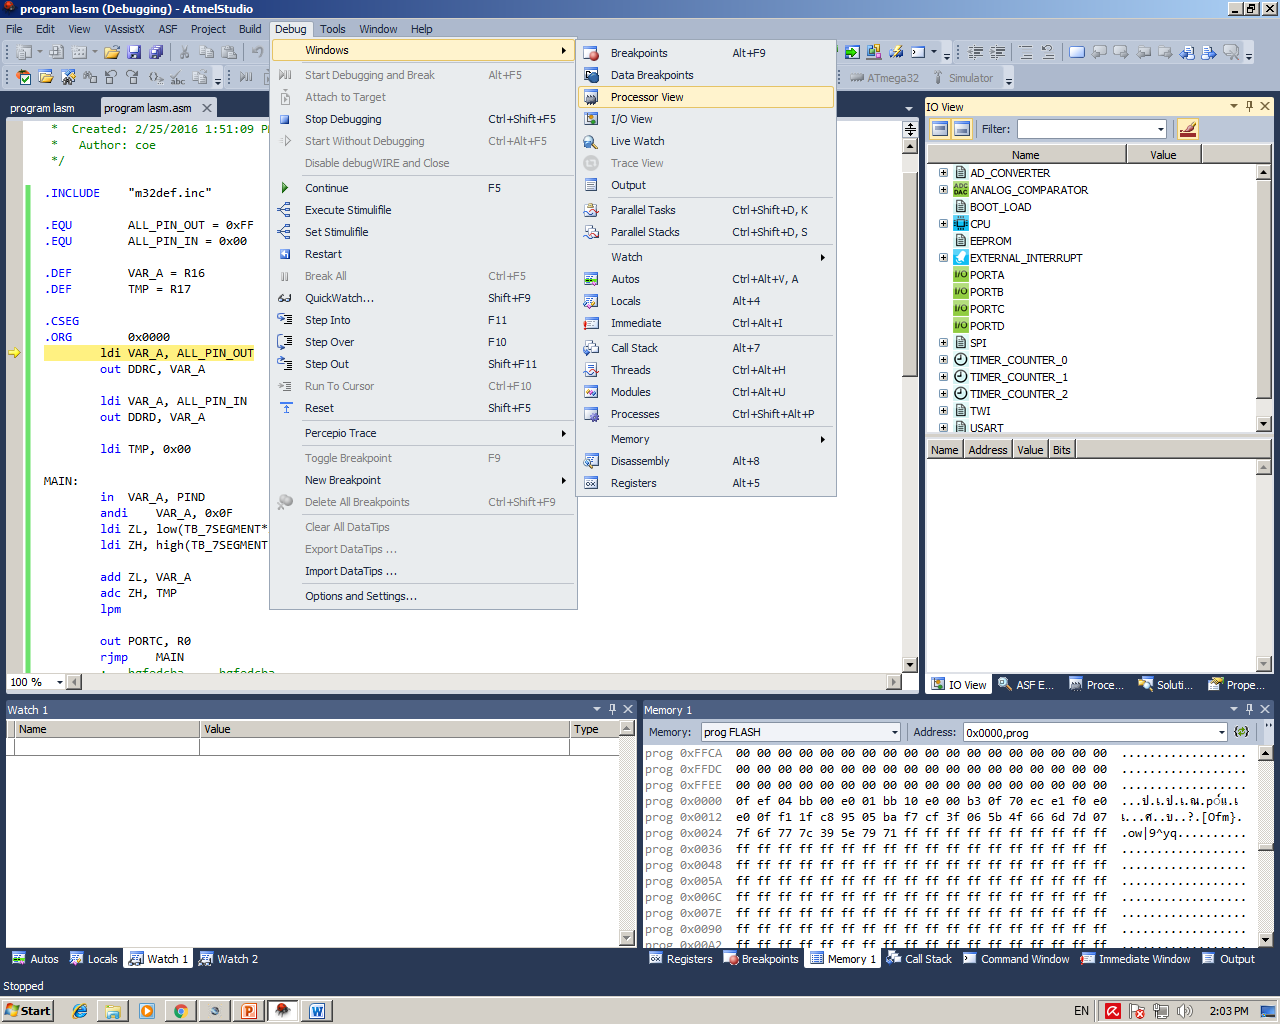 program lasm (Debugging) - AtmelStudio
File Edit View VAssistX ASF Project Build Debug Tools Window Help
ATmega32 Simulator
program lasm program lasm.asm
* Created: 2/25/2016 1:51:09 P
* Author: coe
*/
.INCLUDE "m32def.inc"
.EQU ALL_PIN_OUT = 0xFF
.EQU ALL_PIN_IN = 0x00
.DEF VAR_A = R16
.DEF TMP = R17
.CSEG
.ORG 0x0000
ldi VAR_A, ALL_PIN_OUT
out DDRC, VAR_A
ldi VAR_A, ALL_PIN_IN
out DDRD, VAR_A
ldi TMP, 0x00
MAIN:
in VAR_A, PIND
andi VAR_A, 0x0F
ldi ZL, low(TB_7SEGMENT*
ldi ZH, high(TB_7SEGMENT
add ZL, VAR_A
adc ZH, TMP
lpm
out PORTC, R0
rjmp MAIN
; hgfedcba hgfedcba
100 %
Windows
Start Debugging and Break Alt+F5
Attach to Target
Stop Debugging Ctrl+Shift+F5
Start Without Debugging Ctrl+Alt+F5
Disable debugWIRE and Close
Continue F5
Execute Stimulifile
Set Stimulifile
Restart
Break All Ctrl+F5
QuickWatch... Shift+F9
Step Into F11
Step Over F10
Step Out Shift+F11
Run To Cursor Ctrl+F10
Reset Shift+F5
Percepio Trace
Toggle Breakpoint F9
New Breakpoint
Delete All Breakpoints Ctrl+Shift+F9
Clear All DataTips
Export DataTips ...
Import DataTips ...
Options and Settings...
Breakpoints Alt+F9
Data Breakpoints
Processor View
I/O View
Live Watch
Trace View
Output
Parallel Tasks Ctrl+Shift+D, K
Parallel Stacks Ctrl+Shift+D, S
Watch
Autos Ctrl+Alt+V, A
Locals Alt+4
Immediate Ctrl+Alt+I
Call Stack Alt+7
Threads Ctrl+Alt+H
Modules Ctrl+Alt+U
Processes Ctrl+Shift+Alt+P
Memory
Disassembly Alt+8
Registers Alt+5
IO View
Filter:
Name Value
AD_CONVERTER
ANALOG_COMPARATOR
BOOT_LOAD
CPU
EEPROM
EXTERNAL_INTERRUPT
PORTA
PORTB
PORTC
PORTD
SPI
TIMER_COUNTER_0
TIMER_COUNTER_1
TIMER_COUNTER_2
TWI
USART
Name Address Value Bits
IO View ASF E... Proce... Soluti... Prope...
Watch 1
Name Value Type
Autos Locals Watch 1 Watch 2
Memory 1
Memory: prog FLASH Address: 0x0000,prog
prog 0xFFCA 00 00 00 00 00 00 00 00 00 00 00 00 00 00 00 00 00 00 ..................
prog 0xFFDC 00 00 00 00 00 00 00 00 00 00 00 00 00 00 00 00 00 00 ..................
prog 0xFFEE 00 00 00 00 00 00 00 00 00 00 00 00 00 00 00 00 00 00 ..................
prog 0x0000 0f ef 04 bb 00 e0 01 bb 10 e0 00 b3 0f 70 ec e1 f0 e0
prog 0x0012 e0 0f f1 1f c8 95 05 ba f7 cf 3f 06 5b 4f 66 6d 7d 07
prog 0x0024 7f 6f 77 7c 39 5e 79 71 ff ff ff ff ff ff ff ff ff ff .ow|9^yq..........
prog 0x0036 ff ff ff ff ff ff ff ff ff ff ff ff ff ff ff ff ff ff ..................
prog 0x0048 ff ff ff ff ff ff ff ff ff ff ff ff ff ff ff ff ff ff ..................
prog 0x005A ff ff ff ff ff ff ff ff ff ff ff ff ff ff ff ff ff ff ..................
prog 0x006C ff ff ff ff ff ff ff ff ff ff ff ff ff ff ff ff ff ff ..................
prog 0x007E ff ff ff ff ff ff ff ff ff ff ff ff ff ff ff ff ff ff ..................
prog 0x0090 ff ff ff ff ff ff ff ff ff ff ff ff ff ff ff ff ff ff ..................
prog 0x00A2 ff ff ff ff ff ff ff ff ff ff ff ff ff ff ff ff ff ff ..................
Registers Breakpoints Memory 1 Call Stack Command Window Immediate Window Output
Stopped
Start EN 2:03 PM